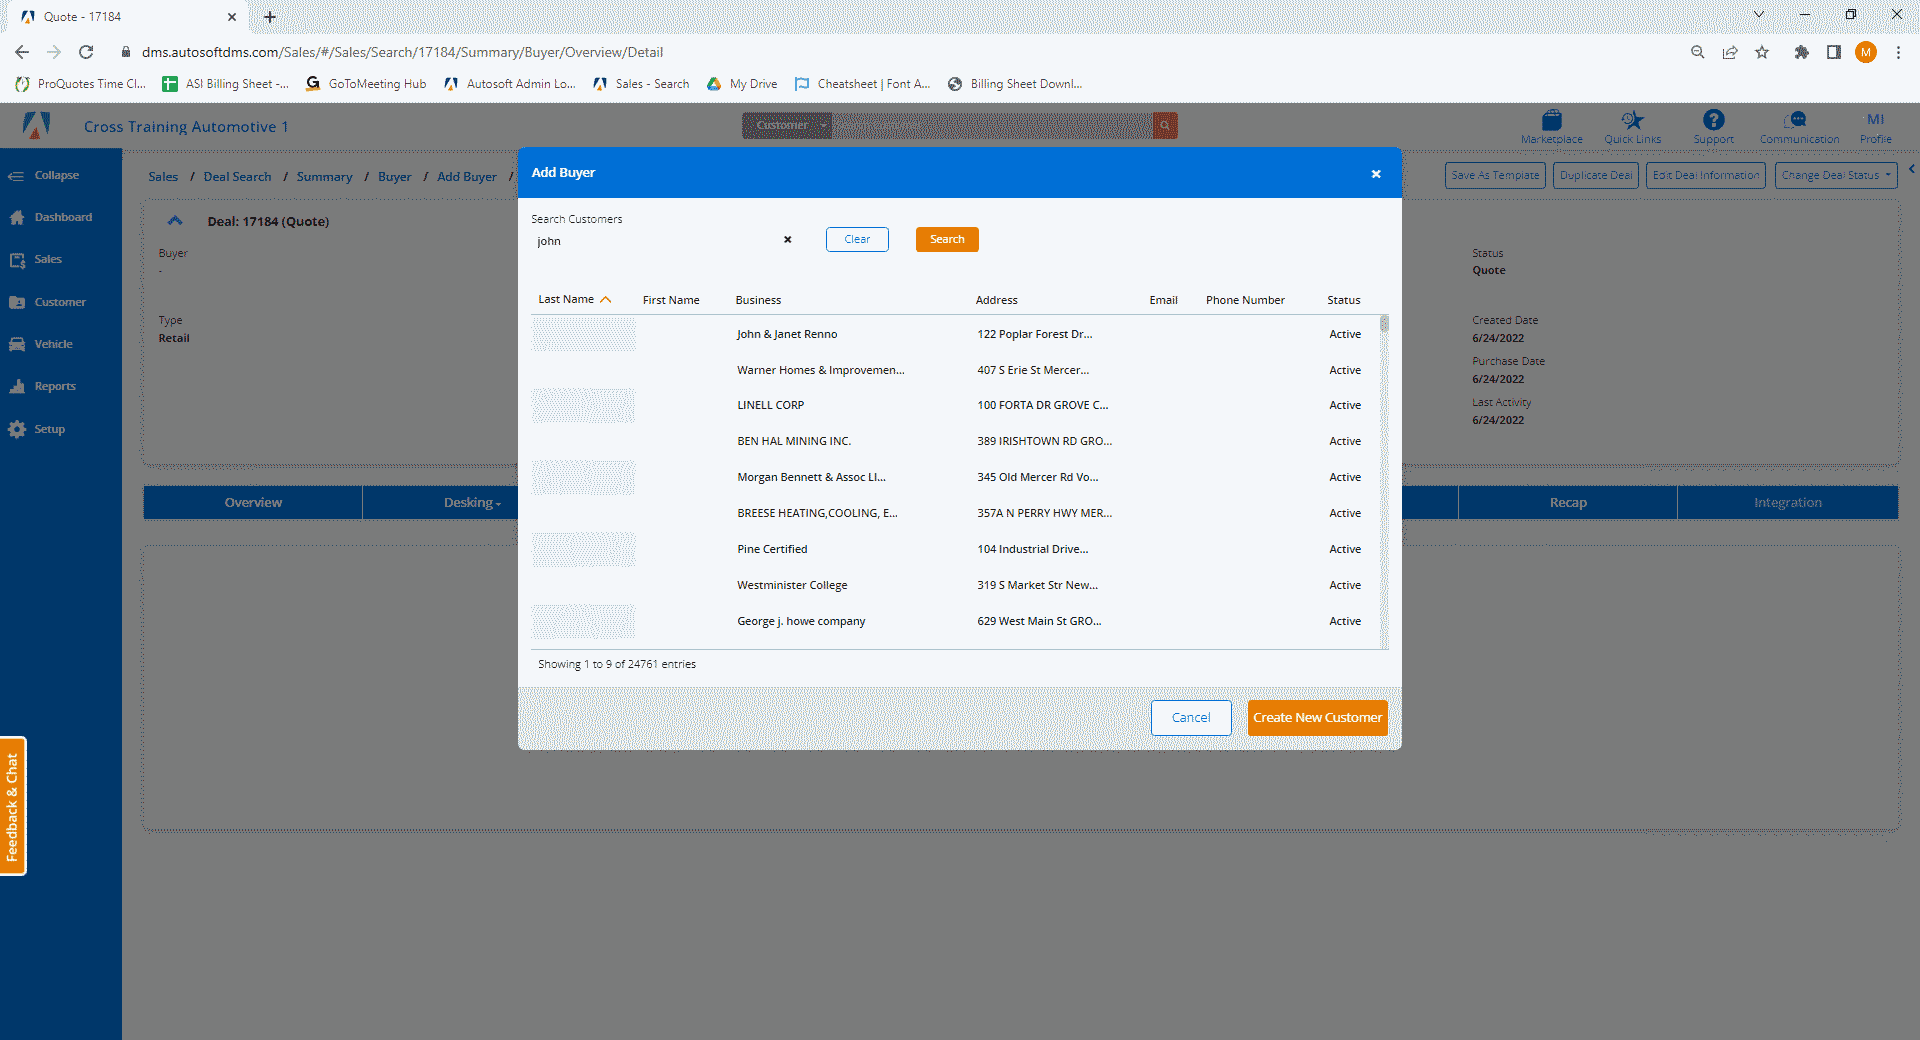 Quote - 17184
dms.autosoftdms.com/Sales/#/Sales/Search/17184/Summary/Buyer/Overview/Detail
M
ProQuotes Time Cl... ASI Billing Sheet -... GoToMeeting Hub Autosoft Admin Lo... Sales - Search My Drive Cheatsheet | Font A... Billing Sheet Downl...
Cross Training Automotive 1
Customer
Marketplace Quick Links Support Communication MI Profile
Collapse
Dashboard
Sales
Customer
Vehicle
Reports
Setup
Feedback & Chat
Sales / Deal Search / Summary / Buyer / Add Buyer /
Save As Template Duplicate Deal Edit Deal Information Change Deal Status
Deal: 17184 (Quote)
Buyer
-
Type
Retail
Status
Quote
Created Date
6/24/2022
Purchase Date
6/24/2022
Last Activity
6/24/2022
Overview Desking Recap Integration
Add Buyer
Search Customers
john Clear Search
Last Name First Name Business Address Email Phone Number Status
John & Janet Renno 122 Poplar Forest Dr... Active
Warner Homes & Improvemen... 407 S Erie St Mercer... Active
LINELL CORP 100 FORTA DR GROVE C... Active
BEN HAL MINING INC. 389 IRISHTOWN RD GRO... Active
Morgan Bennett & Assoc Ll... 345 Old Mercer Rd Vo... Active
BREESE HEATING,COOLING, E... 357A N PERRY HWY MER... Active
Pine Certified 104 Industrial Drive... Active
Westminister College 319 S Market Str New... Active
George j. howe company 629 West Main St GRO... Active
Showing 1 to 9 of 24761 entries
Cancel Create New Customer